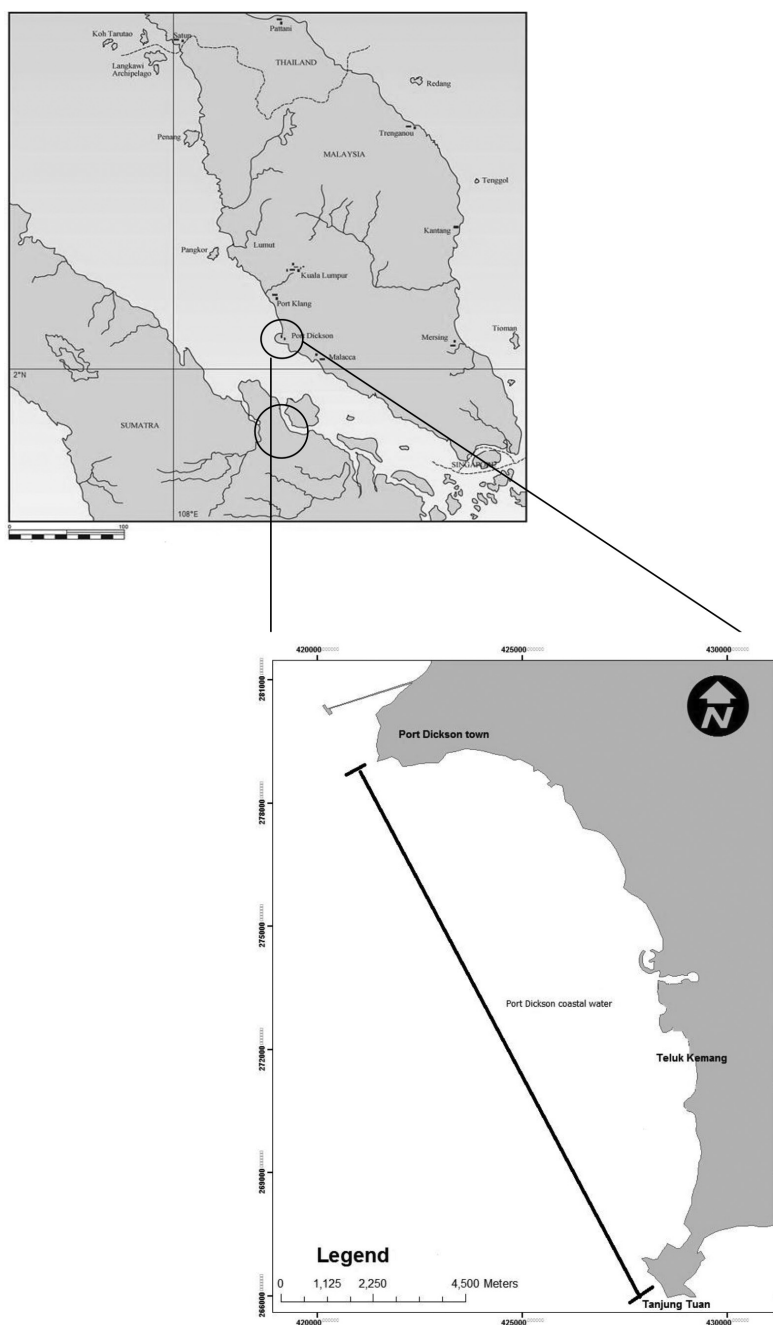 Koh Tarutao
Satun
Pattani
Langkawi
Archipelago
THAILAND
Redang
Penang
Trenganou
MALAYSIA
Tenggol
Kantang
Pangkor
Lumut
Kuala Lumpur
Port Klang
Port Dickson
Tioman
Mersing
Malacca
2°N
SUMATRA
SINGAPORE
108°E
0 100
420000 425000 430000
281000
Port Dickson town
N
278000
275000
Port Dickson coastal water
272000
Teluk Kemang
269000
Legend
0 1,125 2,250 4,500 Meters
266000
Tanjung Tuan
420000 425000 430000